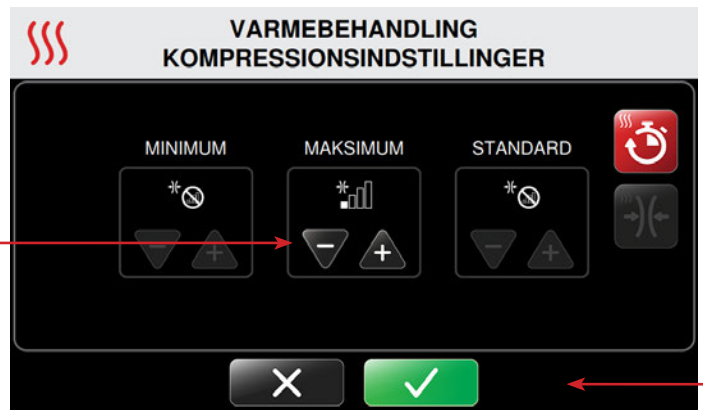 VARMEBEHANDLING
KOMPRESSIONSINDSTILLINGER
MINIMUM
MAKSIMUM
STANDARD